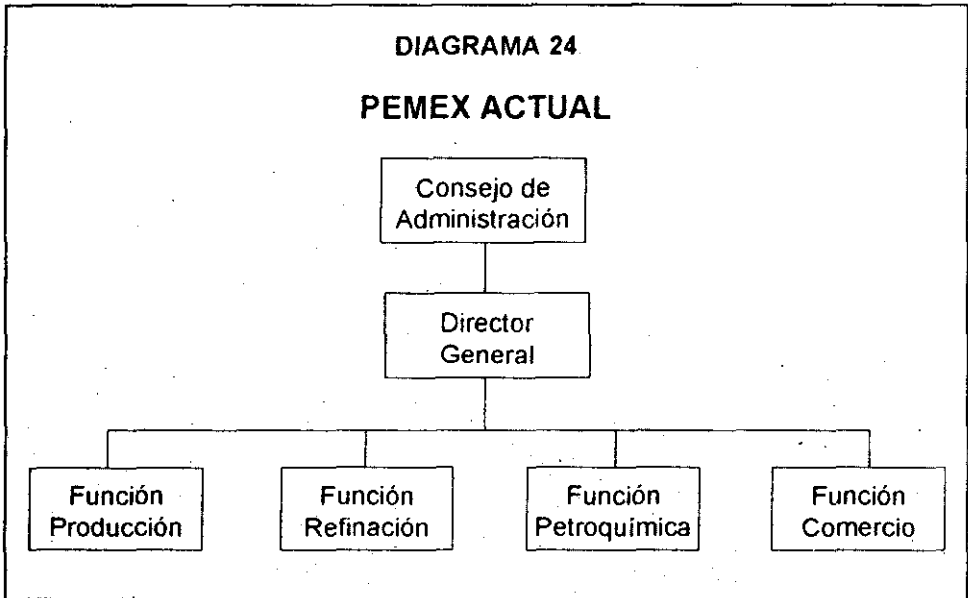 DIAGRAMA 24
PEMEX ACTUAL
Consejo de
Administración
Director
General
Función
Producción
Función
Refinación
Función
Petroquímica
Función
Comercio